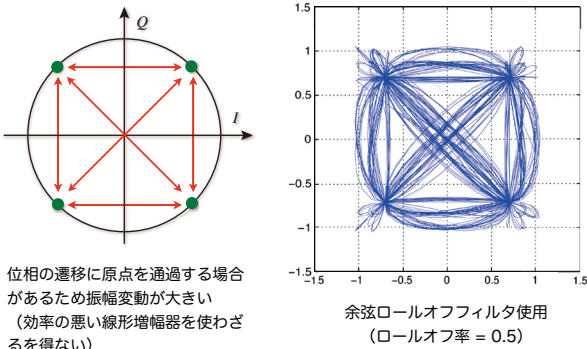 Q
I
位相の遷移に原点を通過する場合
があるため振幅変動が大きい
（効率の悪い線形増幅器を使わざ
るを得ない）
1.5
1
0.5
0
−0.5
−1
−1.5
−1.5
−1
−0.5
0
0.5
1
1.5
余弦ロールオフフィルタ使用
（ロールオフ率 = 0.5）